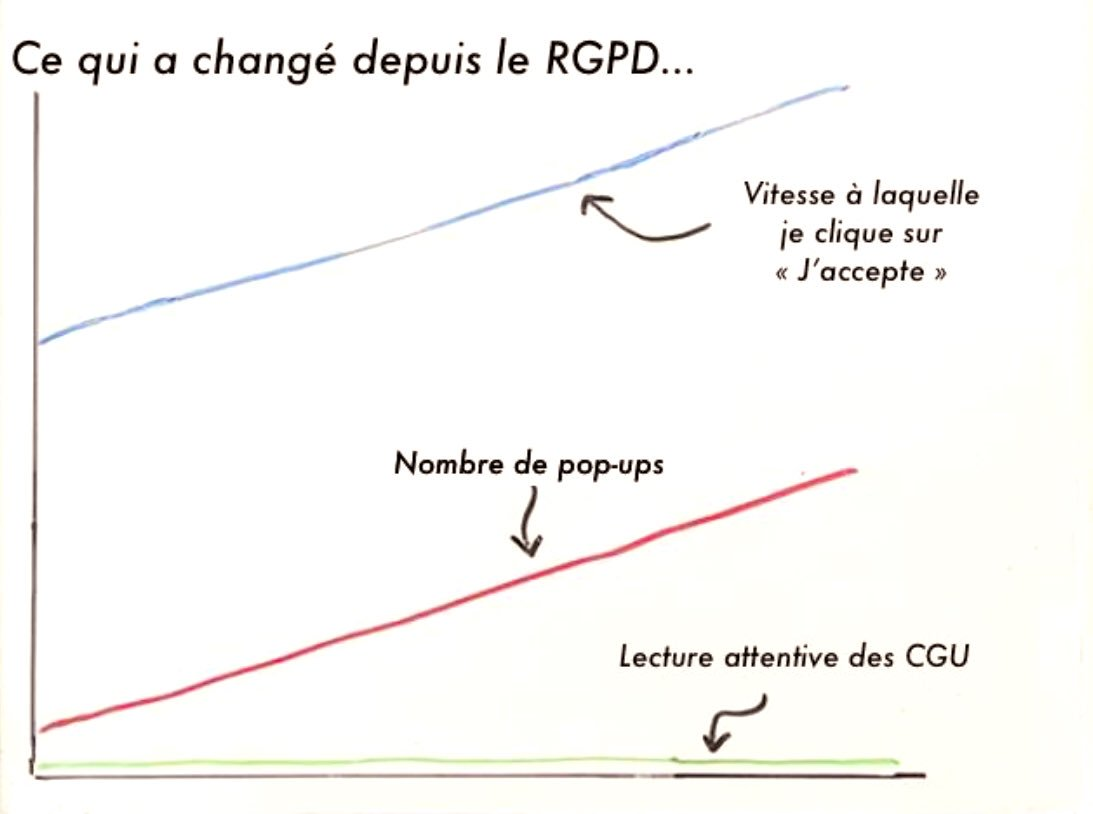 Ce qui a changé depuis le RGPD...
Vitesse à laquelle
je clique sur
« J'accepte »
Nombre de pop-ups
Lecture attentive des CGU